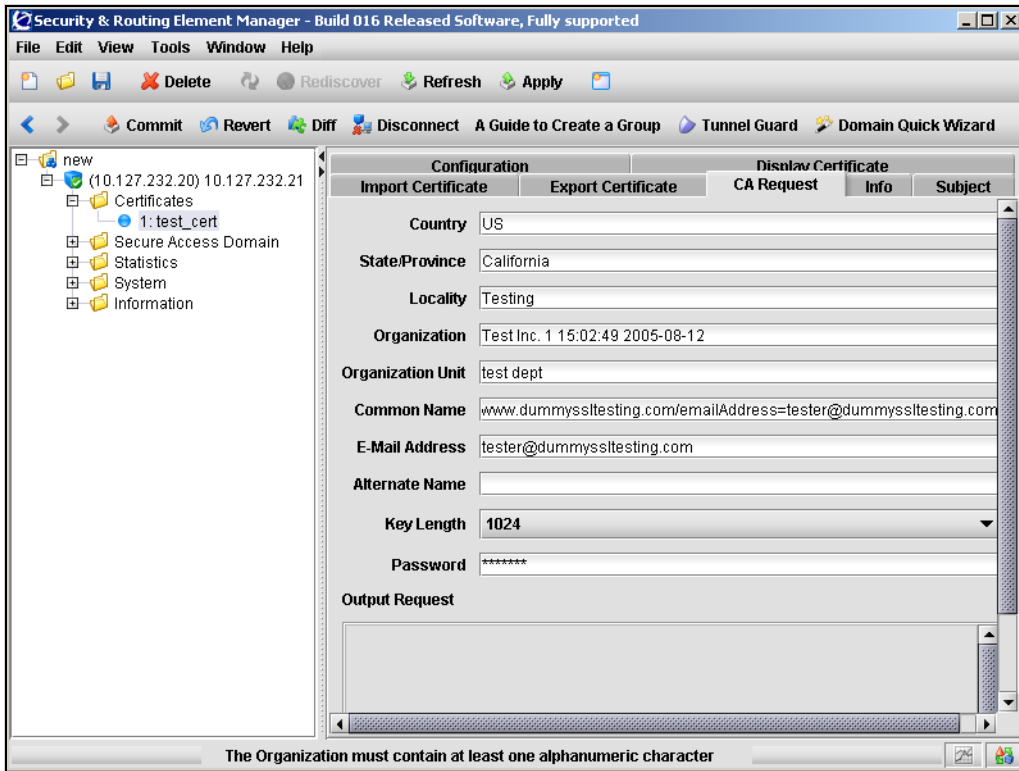 Security & Routing Element Manager - Build 016 Released Software, Fully supported
File Edit View Tools Window Help
Delete Rediscover Refresh Apply
Commit Revert Diff Disconnect A Guide to Create a Group Tunnel Guard Domain Quick Wizard
new
(10.127.232.20) 10.127.232.21
Certificates
1: test_cert
Secure Access Domain
Statistics
System
Information
Configuration Display Certificate
Import Certificate Export Certificate CA Request Info Subject
Country US
State/Province California
Locality Testing
Organization Test Inc. 1 15:02:49 2005-08-12
Organization Unit test dept
Common Name www.dummyssltesting.com/emailAddress=tester@dummyssltesting.com
E-Mail Address tester@dummyssltesting.com
Alternate Name
Key Length 1024
Password *******
Output Request
The Organization must contain at least one alphanumeric character